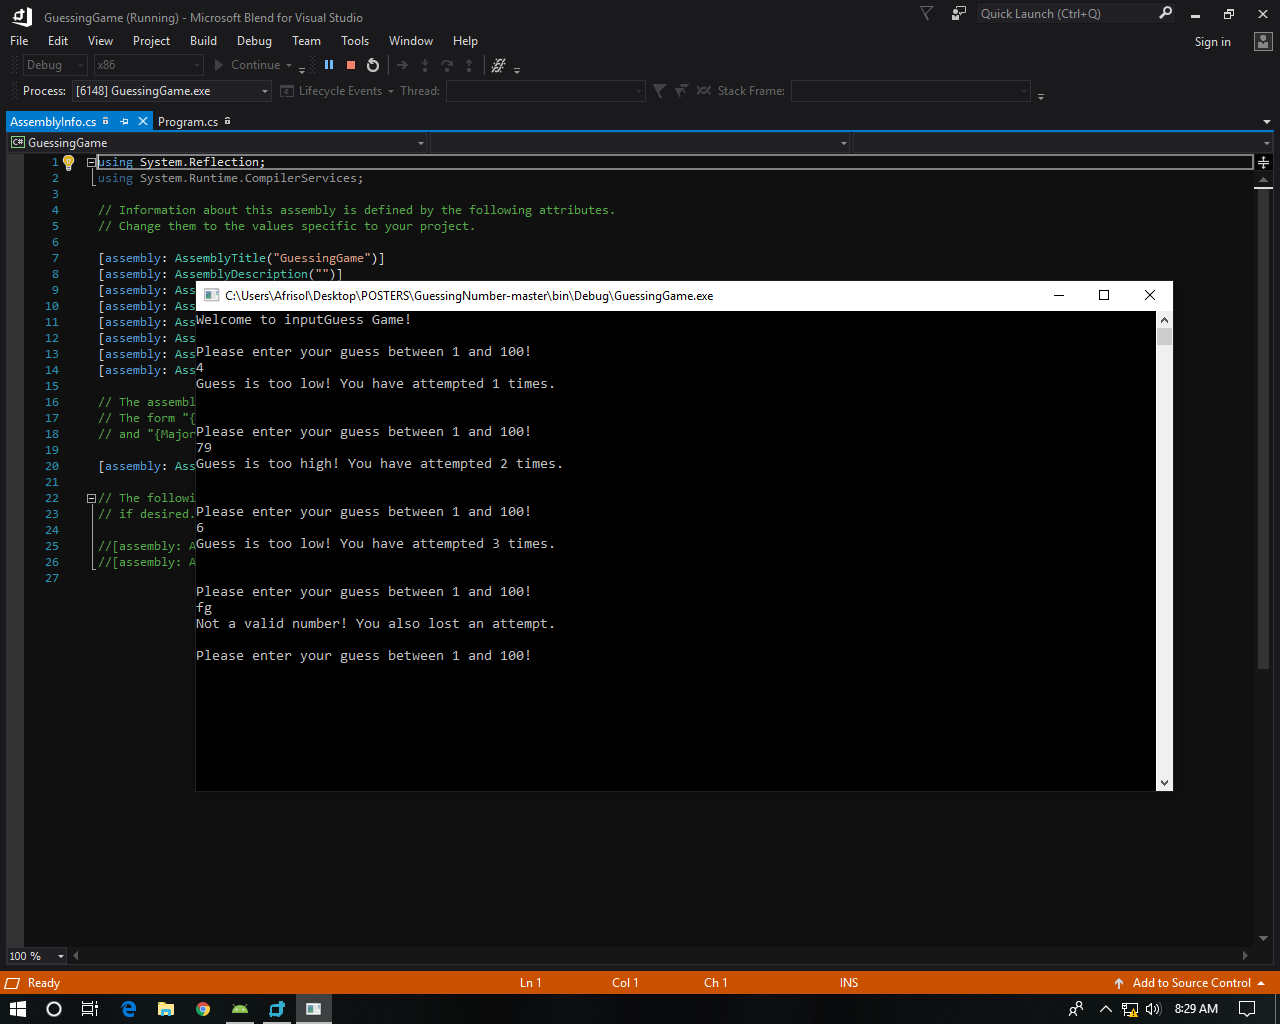 GuessingGame (Running) - Microsoft Blend for Visual Studio
Quick Launch (Ctrl+Q)
File Edit View Project Build Debug Team Tools Window Help
Sign in
Debug x86 Continue
Process: [6148] GuessingGame.exe Lifecycle Events Thread: Stack Frame:
AssemblyInfo.cs Program.cs
C# GuessingGame
1 using System.Reflection;
2 using System.Runtime.CompilerServices;
3
4 // Information about this assembly is defined by the following attributes.
5 // Change them to the values specific to your project.
6
7 [assembly: AssemblyTitle("GuessingGame")]
8 [assembly: AssemblyDescription("")]
9 [assembly: Ass
10 [assembly: Ass
11 [assembly: Ass
12 [assembly: Ass
13 [assembly: Ass
14 [assembly: Ass
15
16 // The assembl
17 // The form "{
18 // and "{Major
19
20 [assembly: Ass
21
22 // The followi
23 // if desired.
24
25 //[assembly: A
26 //[assembly: A
27
C:\Users\Afrisol\Desktop\POSTERS\GuessingNumber-master\bin\Debug\GuessingGame.exe
Welcome to inputGuess Game!
Please enter your guess between 1 and 100!
4
Guess is too low! You have attempted 1 times.
Please enter your guess between 1 and 100!
79
Guess is too high! You have attempted 2 times.
Please enter your guess between 1 and 100!
6
Guess is too low! You have attempted 3 times.
Please enter your guess between 1 and 100!
fg
Not a valid number! You also lost an attempt.
Please enter your guess between 1 and 100!
100 %
Ready Ln 1 Col 1 Ch 1 INS Add to Source Control
8:29 AM